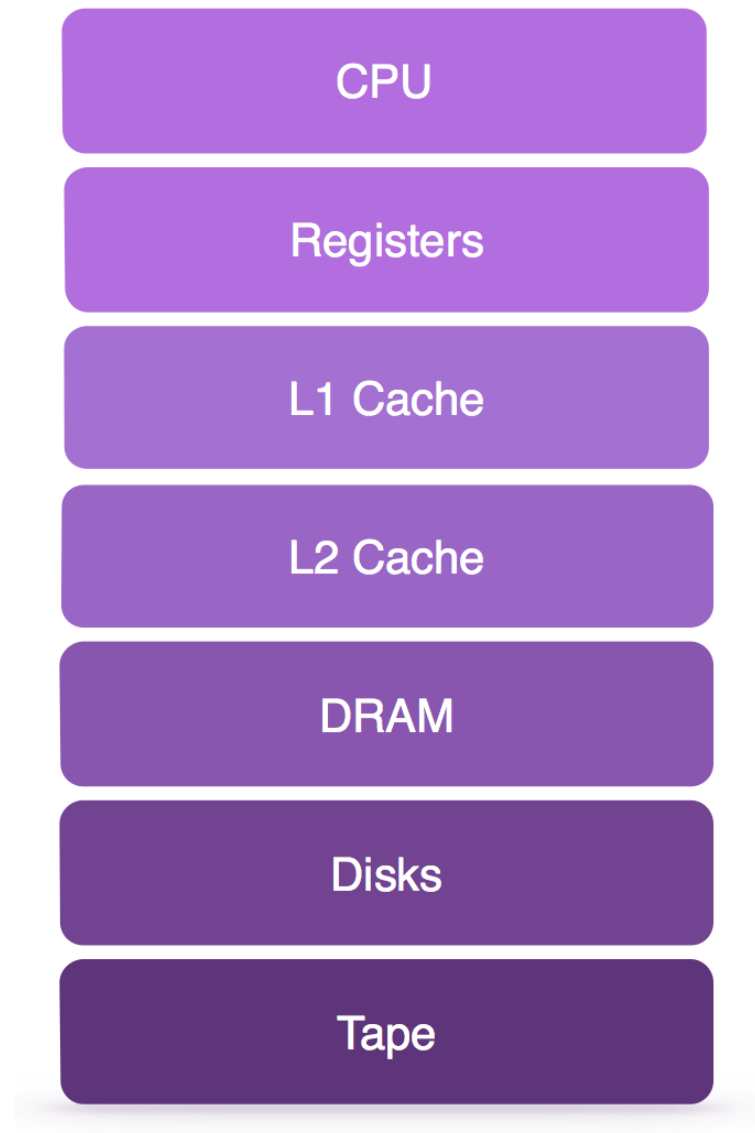 CPU
Registers
L1 Cache
L2 Cache
DRAM
Disks
Tape